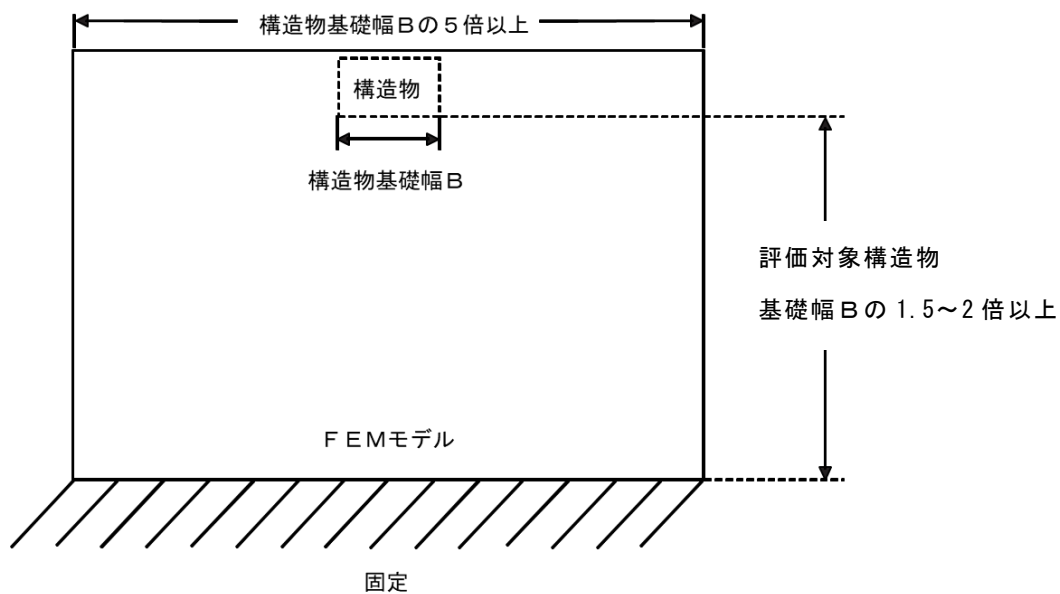 構造物基礎幅Bの5倍以上
構造物
構造物基礎幅B
評価対象構造物
基礎幅Bの1.5~2倍以上
FEMモデル
固定